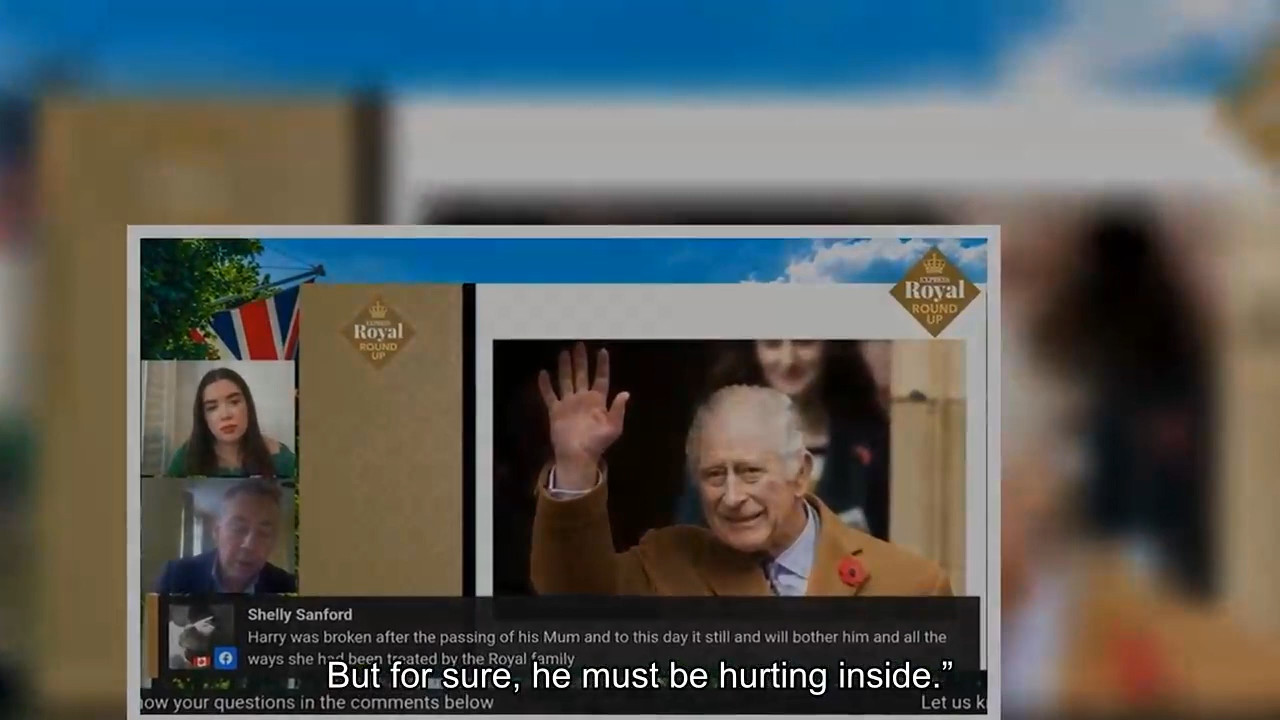 EXPRESS
Royal
ROUND
UP
EXPRESS
Royal
ROUND
UP
Shelly Sanford
Harry was broken after the passing of his Mum and to this day it still and will bother him and all the
ways she had been treated by the Royal family
But for sure, he must be hurting inside.”
now your questions in the comments below
Let us k